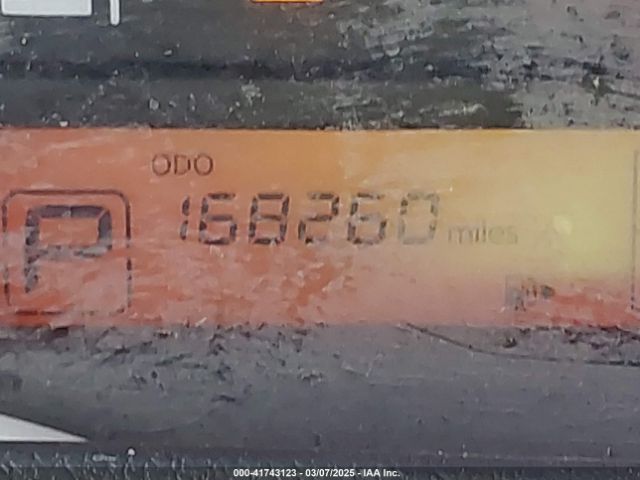 ODO
P 168260 miles
000-41743123 - 03/07/2025 - IAA Inc.